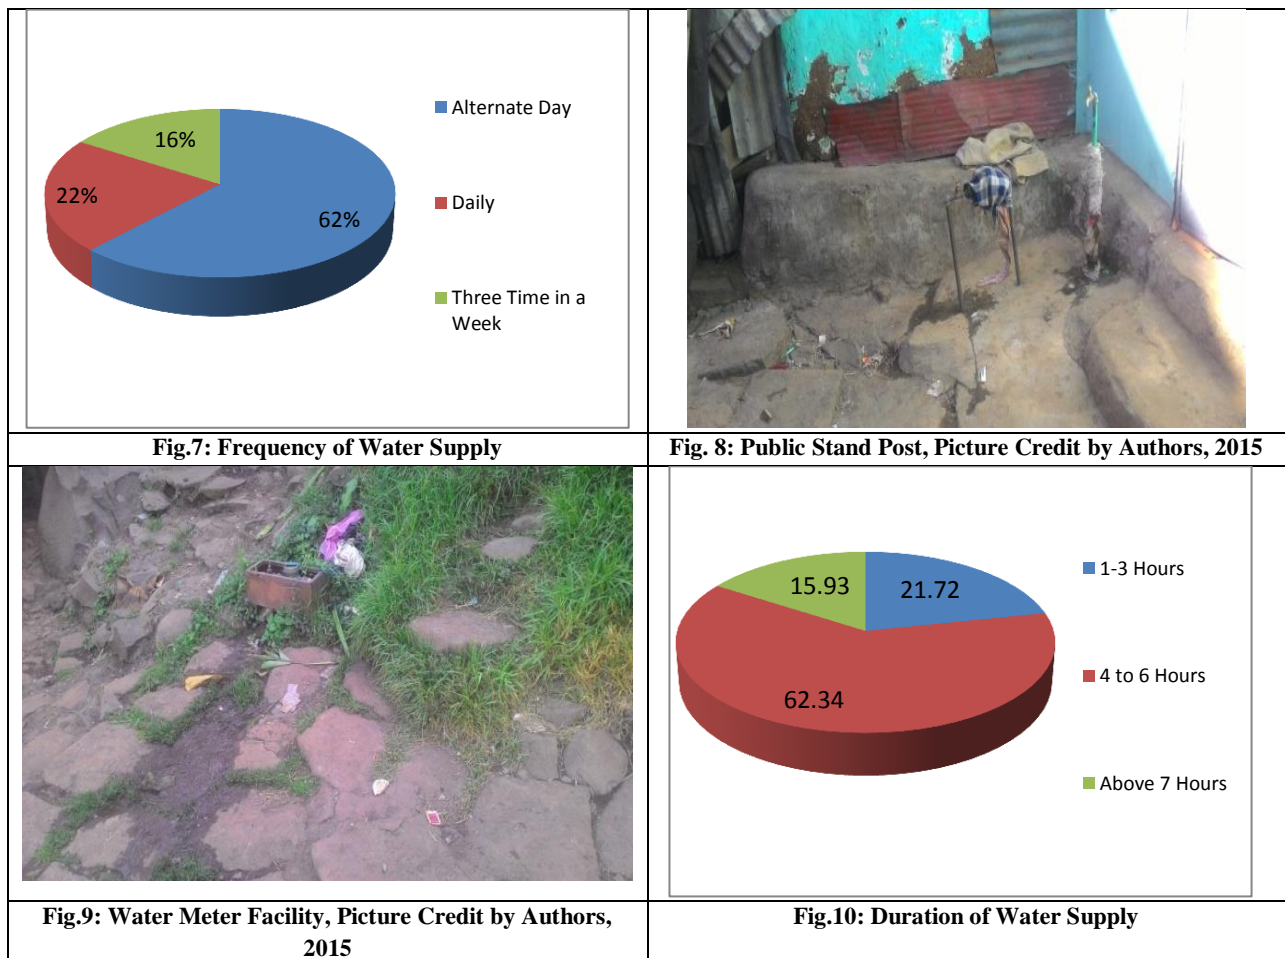 16%
22%
62%
Alternate Day
Daily
Three Time in a
Week
Fig.7: Frequency of Water Supply
Fig. 8: Public Stand Post, Picture Credit by Authors, 2015
Fig.9: Water Meter Facility, Picture Credit by Authors,
2015
15.93
21.72
62.34
1-3 Hours
4 to 6 Hours
Above 7 Hours
Fig.10: Duration of Water Supply